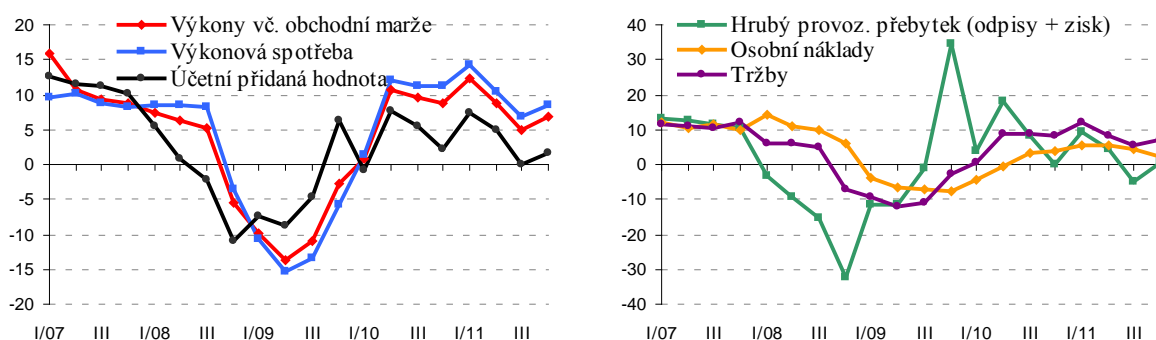 Výkony vč. obchodní marže
Výkonová spotřeba
Účetní přidaná hodnota
20
15
10
5
0
-5
-10
-15
-20
I/07 III I/08 III I/09 III I/10 III I/11 III
Hrubý provoz. přebytek (odpisy + zisk)
Osobní náklady
Tržby
40
30
20
10
0
-10
-20
-30
-40
I/07 III I/08 III I/09 III I/10 III I/11 III